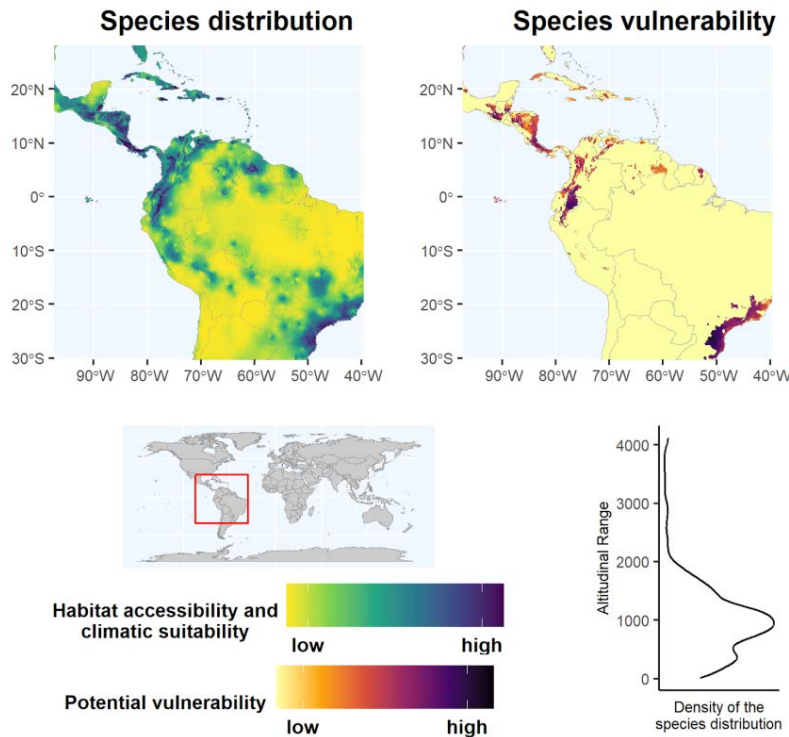 Species distribution
Species vulnerability
20°N
10°N
0°
10°S
20°S
30°S
90°W
80°W
70°W
60°W
50°W
40°W
20°N
10°N
0°
10°S
20°S
30°S
90°W
80°W
70°W
60°W
50°W
40°W
Habitat accessibility and
climatic suitability
low
high
Potential vulnerability
low
high
Altitudinal Range
4000
3000
2000
1000
0
Density of the
species distribution